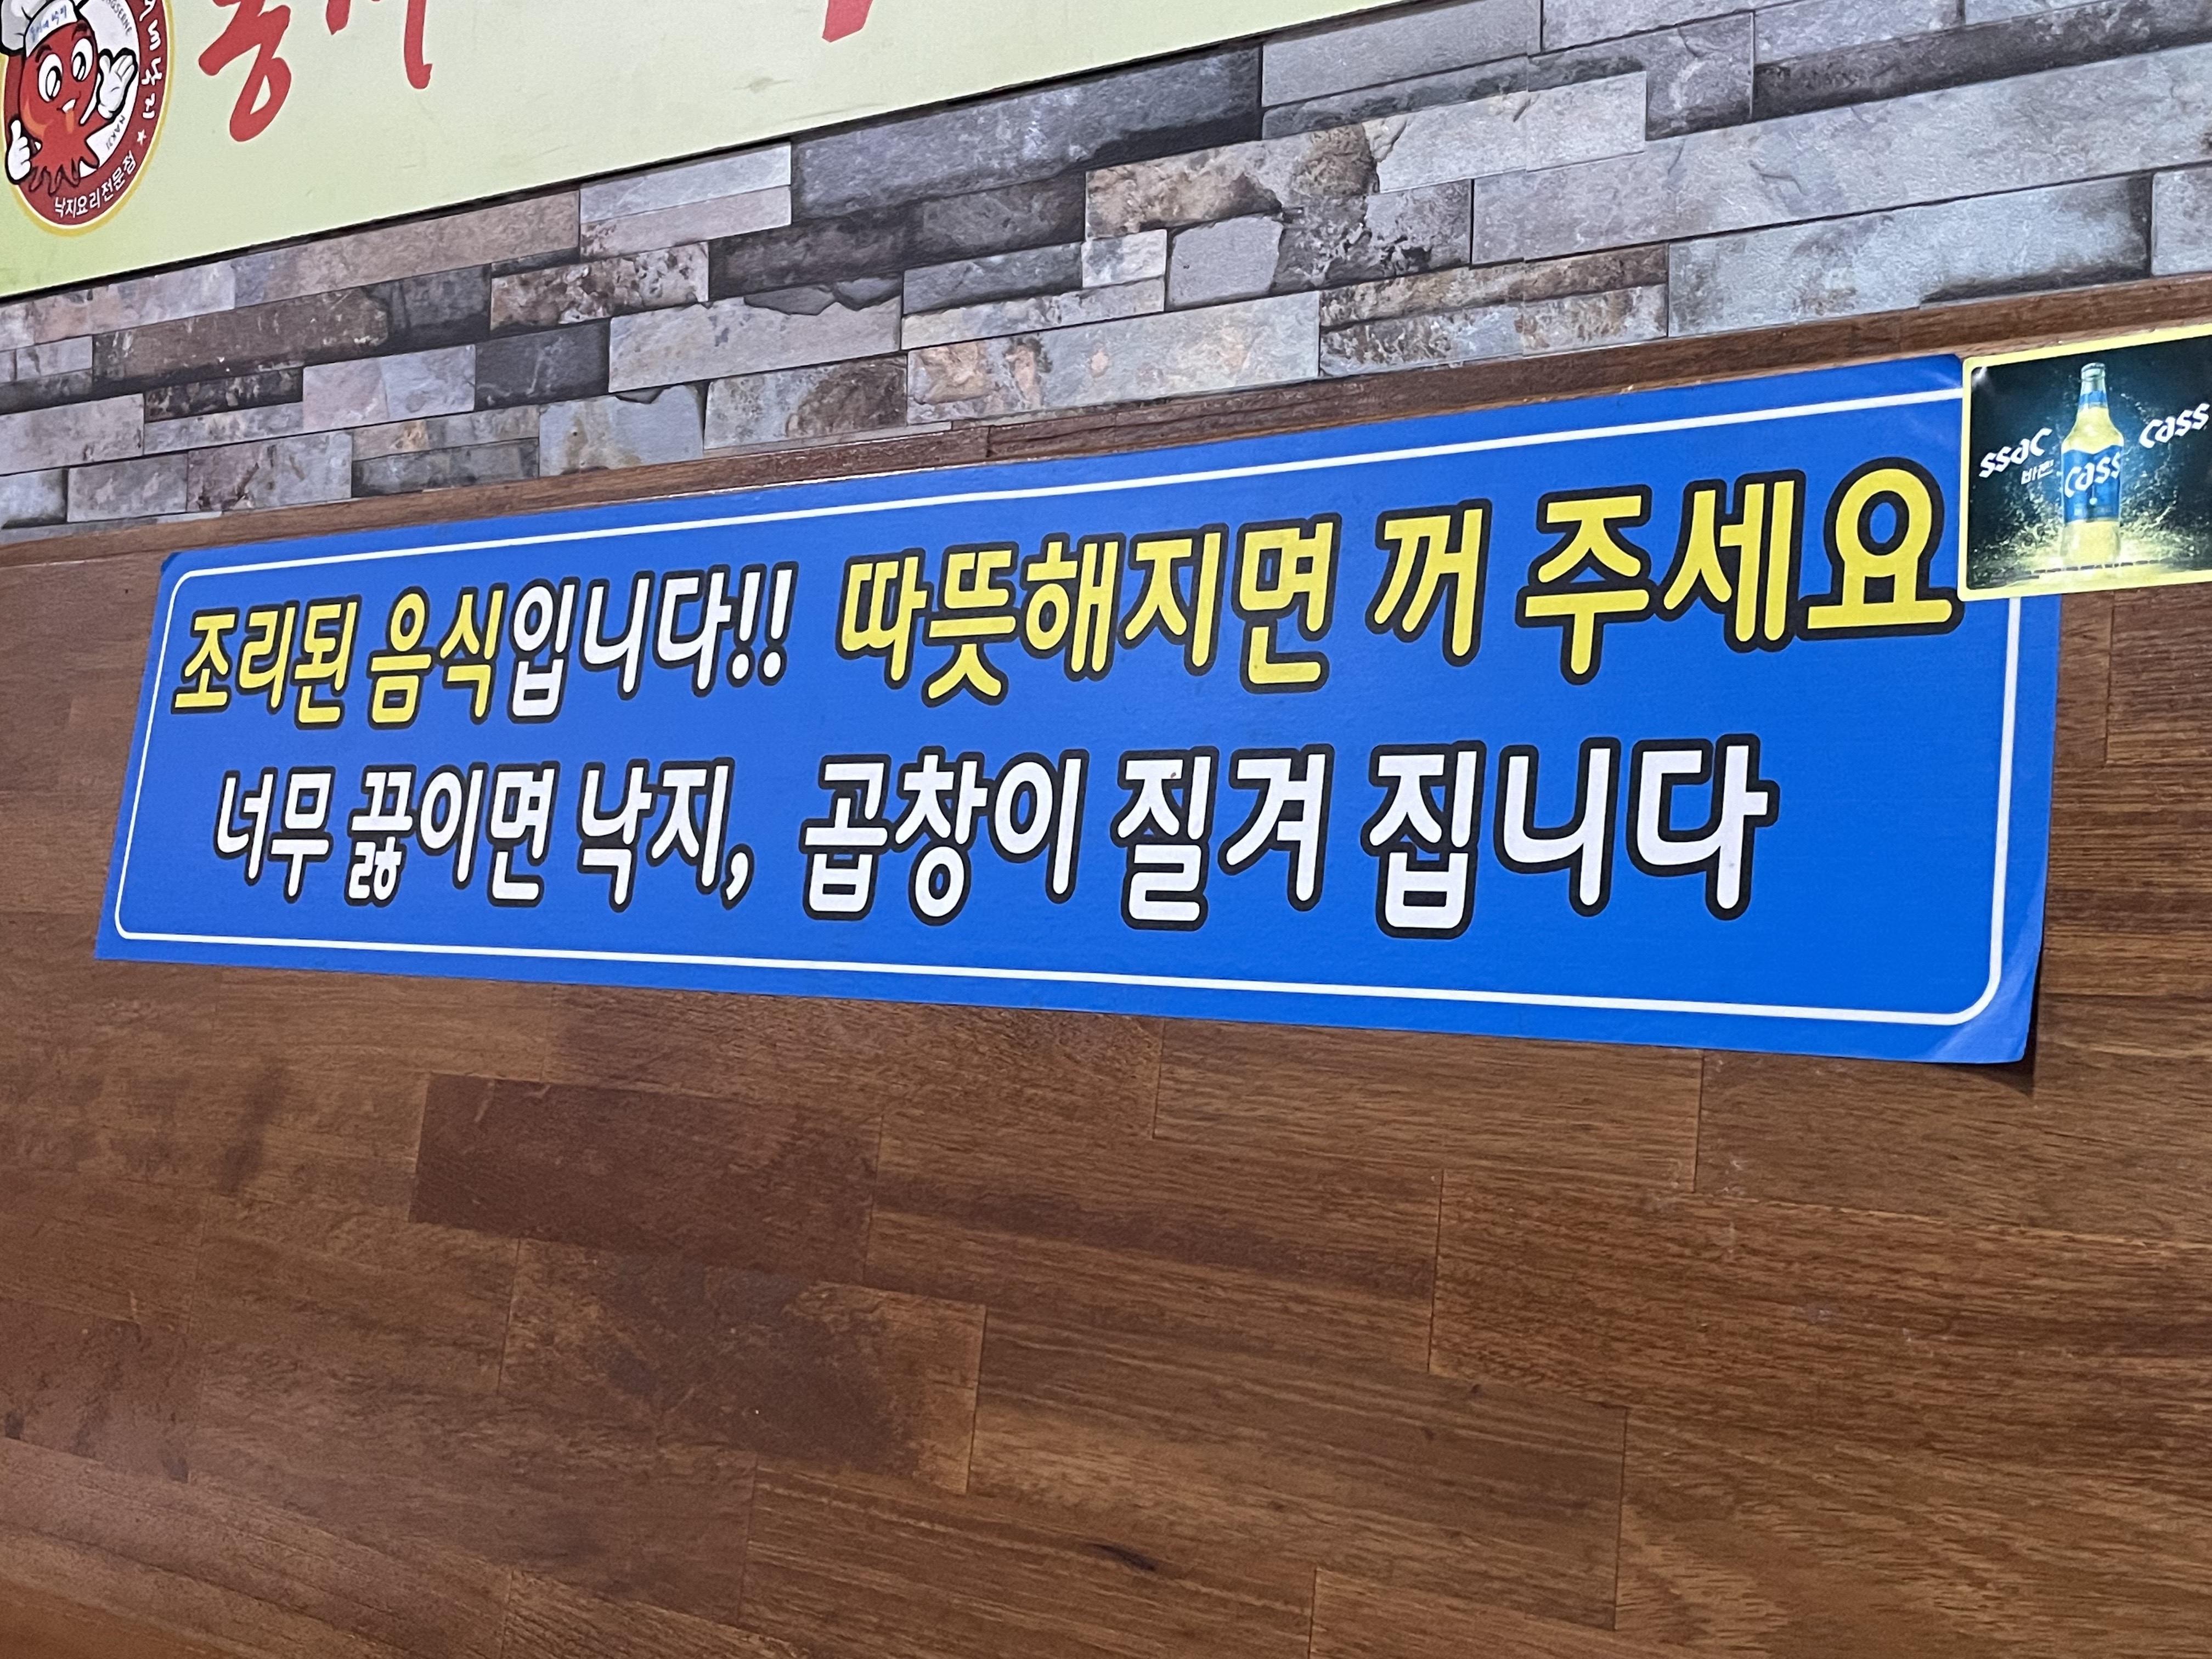 낙지요리전문점
NAKJI
조리된 음식입니다!! 따뜻해지면 꺼 주세요
너무 끓이면 낙지, 곱창이 질겨 집니다
ssac
Cass
cass